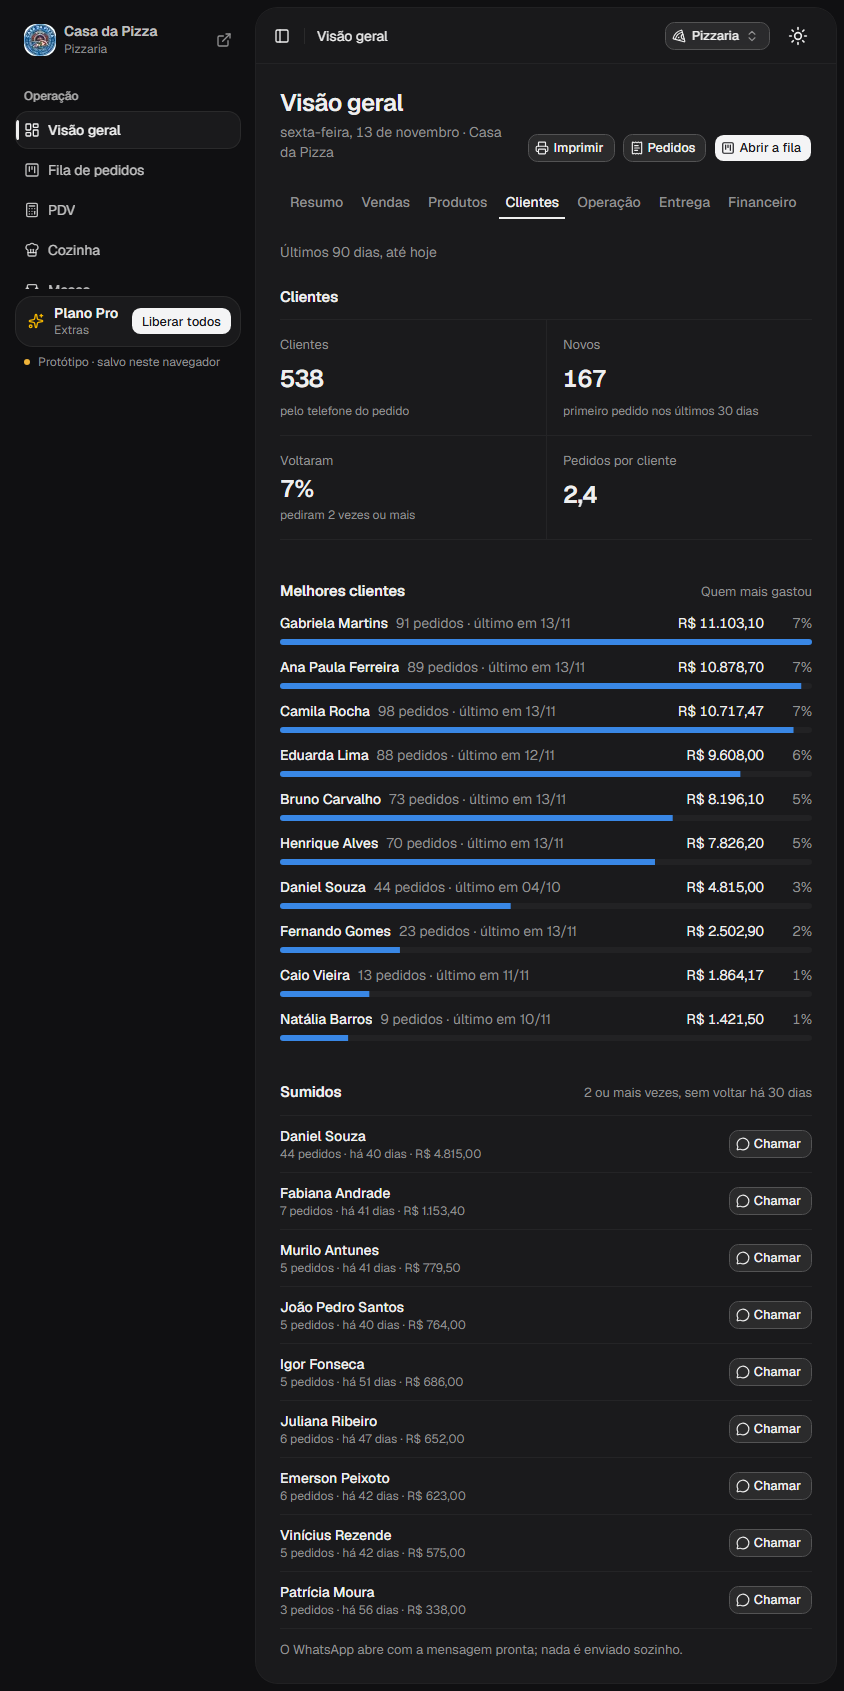 Casa da Pizza
Pizzaria
Operação
Visão geral
Fila de pedidos
PDV
Cozinha
Plano Pro
Extras
Liberar todos
Protótipo · salvo neste navegador
Visão geral
Pizzaria
Visão geral
sexta-feira, 13 de novembro · Casa
da Pizza
Imprimir
Pedidos
Abrir a fila
Resumo Vendas Produtos Clientes Operação Entrega Financeiro
Últimos 90 dias, até hoje
Clientes
Clientes
538
pelo telefone do pedido
Novos
167
primeiro pedido nos últimos 30 dias
Voltaram
7%
pediram 2 vezes ou mais
Pedidos por cliente
2,4
Melhores clientes Quem mais gastou
Gabriela Martins 91 pedidos · último em 13/11 R$ 11.103,10 7%
Ana Paula Ferreira 89 pedidos · último em 13/11 R$ 10.878,70 7%
Camila Rocha 98 pedidos · último em 13/11 R$ 10.717,47 7%
Eduarda Lima 88 pedidos · último em 12/11 R$ 9.608,00 6%
Bruno Carvalho 73 pedidos · último em 13/11 R$ 8.196,10 5%
Henrique Alves 70 pedidos · último em 13/11 R$ 7.826,20 5%
Daniel Souza 44 pedidos · último em 04/10 R$ 4.815,00 3%
Fernando Gomes 23 pedidos · último em 13/11 R$ 2.502,90 2%
Caio Vieira 13 pedidos · último em 11/11 R$ 1.864,17 1%
Natália Barros 9 pedidos · último em 10/11 R$ 1.421,50 1%
Sumidos 2 ou mais vezes, sem voltar há 30 dias
Daniel Souza
44 pedidos · há 40 dias · R$ 4.815,00
Chamar
Fabiana Andrade
7 pedidos · há 41 dias · R$ 1.153,40
Chamar
Murilo Antunes
5 pedidos · há 41 dias · R$ 779,50
Chamar
João Pedro Santos
5 pedidos · há 40 dias · R$ 764,00
Chamar
Igor Fonseca
5 pedidos · há 51 dias · R$ 686,00
Chamar
Juliana Ribeiro
6 pedidos · há 47 dias · R$ 652,00
Chamar
Emerson Peixoto
6 pedidos · há 42 dias · R$ 623,00
Chamar
Vinícius Rezende
5 pedidos · há 42 dias · R$ 575,00
Chamar
Patrícia Moura
3 pedidos · há 56 dias · R$ 338,00
Chamar
O WhatsApp abre com a mensagem pronta; nada é enviado sozinho.